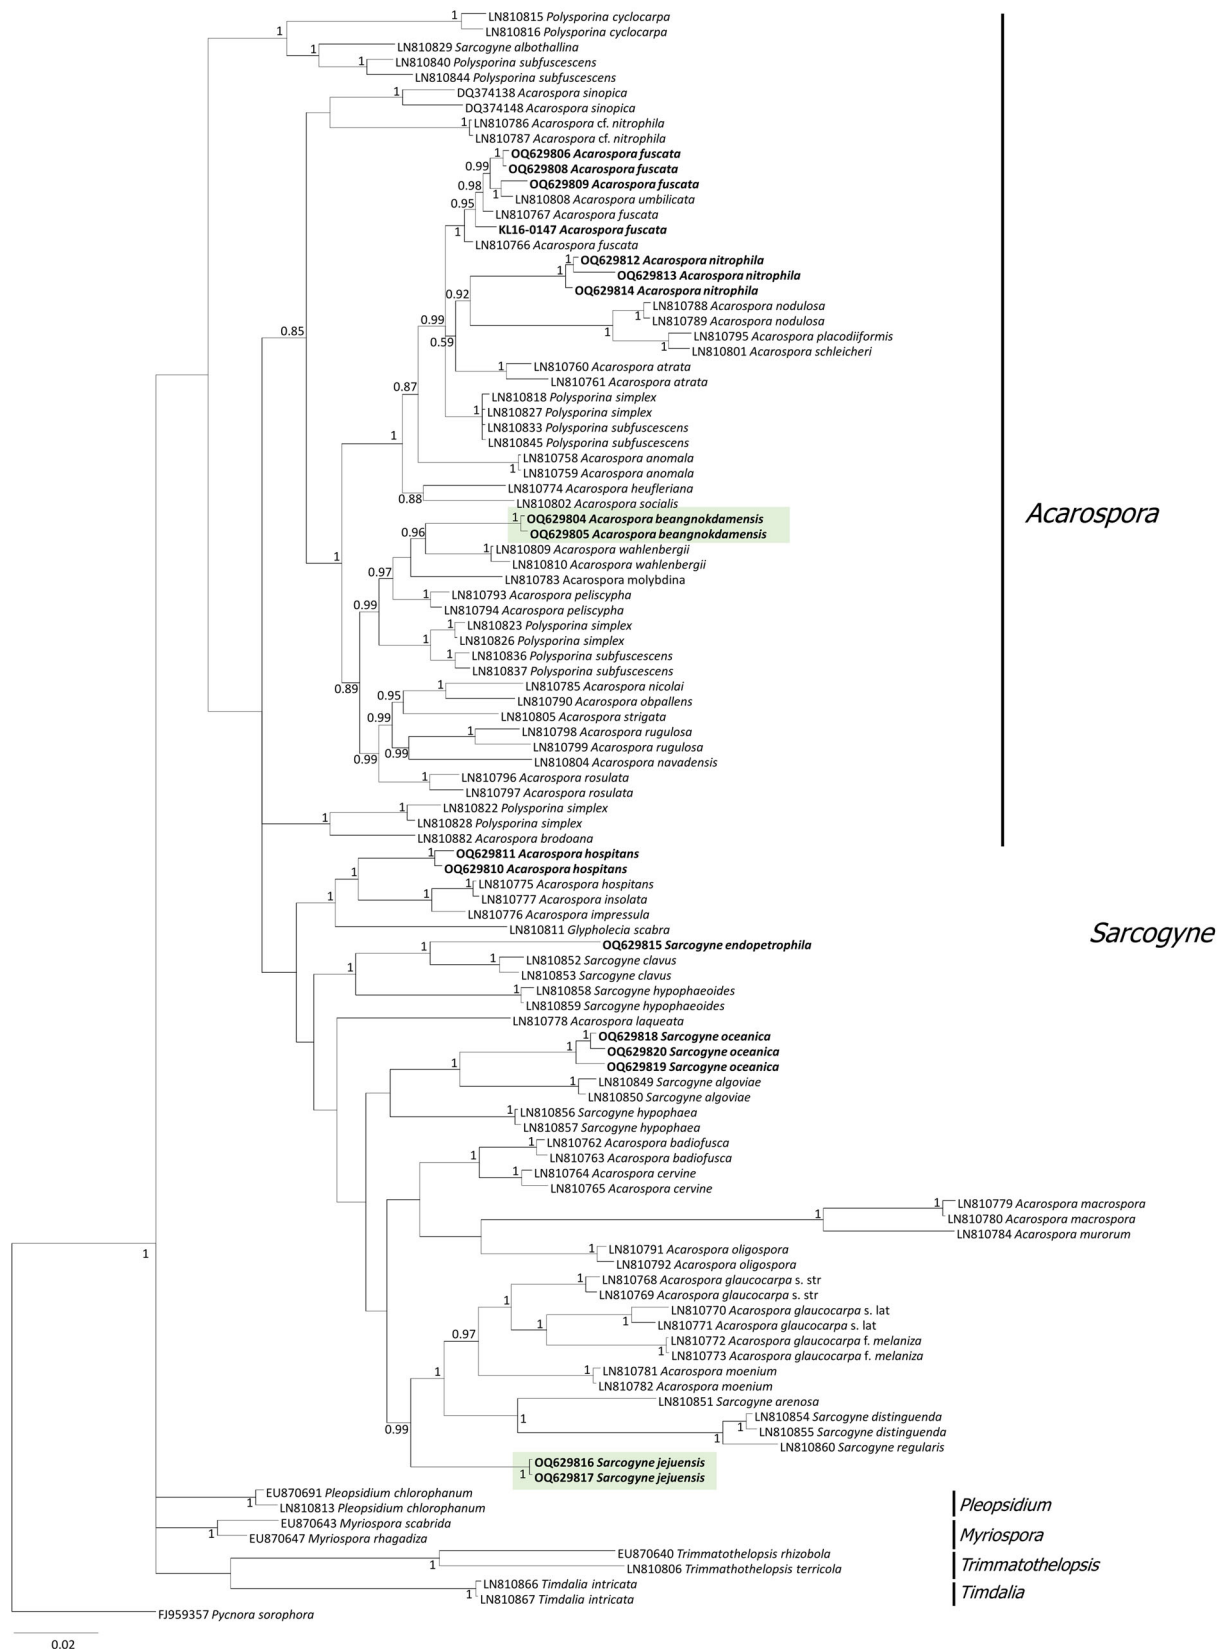 1 LN810815 Polysporina cyclocarpa
1 LN810816 Polysporina cyclocarpa
1 LN810829 Sarcogyne albothallina
1 LN810840 Polysporina subfuscescens
LN810844 Polysporina subfuscescens
1 DQ374138 Acarospora sinopica
DQ374148 Acarospora sinopica
1 LN810786 Acarospora cf. nitrophila
LN810787 Acarospora cf. nitrophila
1 OQ629806 Acarospora fuscata
0.99 OQ629808 Acarospora fuscata
0.98 OQ629809 Acarospora fuscata
1 LN810808 Acarospora umbilicata
0.95 LN810767 Acarospora fuscata
1 KL16-0147 Acarospora fuscata
LN810766 Acarospora fuscata
1 OQ629812 Acarospora nitrophila
1 OQ629813 Acarospora nitrophila
0.92 OQ629814 Acarospora nitrophila
LN810788 Acarospora nodulosa
0.99 1 LN810789 Acarospora nodulosa
0.85 1 LN810795 Acarospora placodiiformis
0.59 1 LN810801 Acarospora schleicheri
1 LN810760 Acarospora atrata
LN810761 Acarospora atrata
0.87 LN810818 Polysporina simplex
1 LN810827 Polysporina simplex
LN810833 Polysporina subfuscescens
1 LN810845 Polysporina subfuscescens
LN810758 Acarospora anomala
1 LN810759 Acarospora anomala
LN810774 Acarospora heufleriana
0.88 LN810802 Acarospora socialis
Acarospora
1 OQ629804 Acarospora beangnokdamensis
0.96 OQ629805 Acarospora beangnokdamensis
1 LN810809 Acarospora wahlenbergii
1 LN810810 Acarospora wahlenbergii
0.97 LN810783 Acarospora molybdina
1 LN810793 Acarospora peliscypha
0.99 LN810794 Acarospora peliscypha
1 LN810823 Polysporina simplex
1 LN810826 Polysporina simplex
1 LN810836 Polysporina subfuscescens
LN810837 Polysporina subfuscescens
0.89 1 LN810785 Acarospora nicolai
0.95 LN810790 Acarospora obpallens
0.99 LN810805 Acarospora strigata
1 LN810798 Acarospora rugulosa
0.99 LN810799 Acarospora rugulosa
0.99 LN810804 Acarospora navadensis
1 LN810796 Acarospora rosulata
LN810797 Acarospora rosulata
1 LN810822 Polysporina simplex
1 LN810828 Polysporina simplex
LN810882 Acarospora brodoana
1 OQ629811 Acarospora hospitans
1 OQ629810 Acarospora hospitans
1 LN810775 Acarospora hospitans
1 1 LN810777 Acarospora insolata
LN810776 Acarospora impressula
LN810811 Glypholecia scabra
Sarcogyne
1 OQ629815 Sarcogyne endopetrophila
1 LN810852 Sarcogyne clavus
1 LN810853 Sarcogyne clavus
1 LN810858 Sarcogyne hypophaeoides
LN810859 Sarcogyne hypophaeoides
LN810778 Acarospora laqueata
1 OQ629818 Sarcogyne oceanica
1 OQ629820 Sarcogyne oceanica
1 OQ629819 Sarcogyne oceanica
1 LN810849 Sarcogyne algoviae
LN810850 Sarcogyne algoviae
1 LN810856 Sarcogyne hypophaea
LN810857 Sarcogyne hypophaea
1 LN810762 Acarospora badiofusca
1 LN810763 Acarospora badiofusca
1 LN810764 Acarospora cervine
LN810765 Acarospora cervine
1 LN810779 Acarospora macrospora
1 LN810780 Acarospora macrospora
LN810784 Acarospora murorum
1 1 LN810791 Acarospora oligospora
LN810792 Acarospora oligospora
1 LN810768 Acarospora glaucocarpa s. str
1 LN810769 Acarospora glaucocarpa s. str
LN810770 Acarospora glaucocarpa s. lat
1 1 LN810771 Acarospora glaucocarpa s. lat
0.97 LN810772 Acarospora glaucocarpa f. melaniza
1 LN810773 Acarospora glaucocarpa f. melaniza
1 1 LN810781 Acarospora moenium
LN810782 Acarospora moenium
LN810851 Sarcogyne arenosa
1 LN810854 Sarcogyne distinguenda
0.99 1 LN810855 Sarcogyne distinguenda
1 LN810860 Sarcogyne regularis
OQ629816 Sarcogyne jejuensis
1 OQ629817 Sarcogyne jejuensis
EU870691 Pleopsidium chlorophanum
1 LN810813 Pleopsidium chlorophanum
Pleopsidium
EU870643 Myriospora scabrida
1 EU870647 Myriospora rhagadiza
Myriospora
EU870640 Trimmatothelopsis rhizobola
1 LN810806 Trimmathothelopsis terricola
Trimmatothelopsis
LN810866 Timdalia intricata
1 LN810867 Timdalia intricata
Timdalia
FJ959357 Pycnora sorophora
0.02